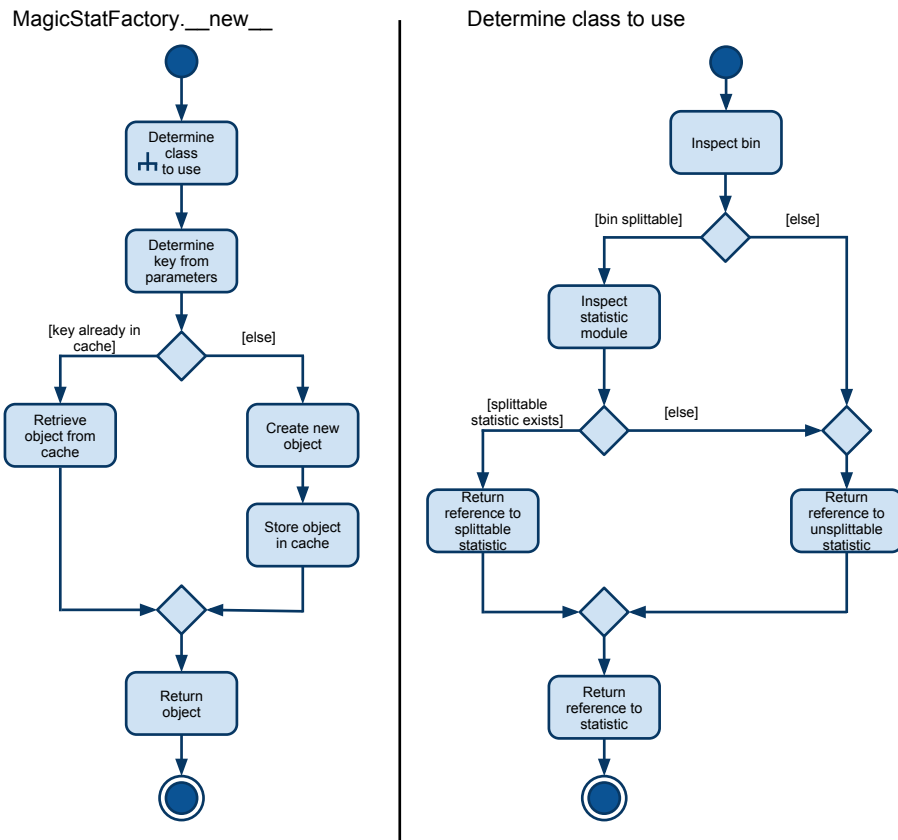 MagicStatFactory.__new__
Determine
class
to use
Determine
key from
parameters
[key already in
cache]
[else]
Retrieve
object from
cache
Create new
object
Store object
in cache
Return
object
Determine class to use
Inspect bin
[bin splittable]
[else]
Inspect
statistic
module
[splittable
statistic exists]
[else]
Return
reference to
splittable
statistic
Return
reference to
unsplittable
statistic
Return
reference to
statistic